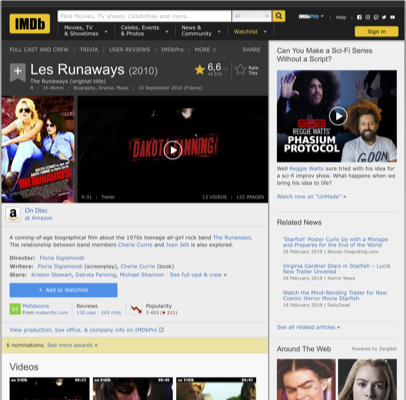 IMDb
Find Movies, TV shows, Celebrities and more...
All
IMDbPro
Help
Movies, TV & Showtimes
Celebs, Events & Photos
News & Community
Watchlist
Sign in
FULL CAST AND CREW | TRIVIA | USER REVIEWS | IMDbPro | MORE
SHARE
Les Runaways (2010)
The Runaways (original title)
R | 1h 46min | Biography, Drama, Music | 15 September 2010 (France)
6,6
Rate This
THE RUNAWAYS
DAKOTA FANNING
0:31 | Trailer
13 VIDEOS | 122 IMAGES
a
On Disc
at Amazon
A coming-of-age biographical film about the 1970s teenage all-girl rock band The Runaways.
The relationship between band members Cherie Currie and Joan Jett is also explored.
Director: Floria Sigismondi
Writers: Floria Sigismondi (screenplay), Cherie Currie (book)
Stars: Kristen Stewart, Dakota Fanning, Michael Shannon | See full cast & crew »
+ Add to Watchlist
65
Metascore
From metacritic.com
Reviews
130 user | 263 critic
Popularity
3,453 (211)
View production, box office, & company info on IMDbPro
6 nominations. See more awards »
Videos
Can You Make a Sci-Fi Series
Without a Script?
REGGIE WATTS'
PHASIUM
PROTOCOL
Well Reggie Watts sure tried with his idea for
a sci-fi improv show. What happens when we
bring his idea to life?
Watch now on "UnMade" »
Related News
'Starfish' Poster Curls Up with a Mixtape
and Prepares for the End of the World
25 February 2019 | Bloody-Disgusting.com
Virginia Gardner Stars in Starfish – Lucid
New Trailer Unveiled
24 February 2019 | Horror News
Watch the Mind-Bending Trailer for New
Cosmic Horror Movie Starfish
14 February 2019 | DailyDead
See all related articles »
Around The Web
Powered by ZergNet